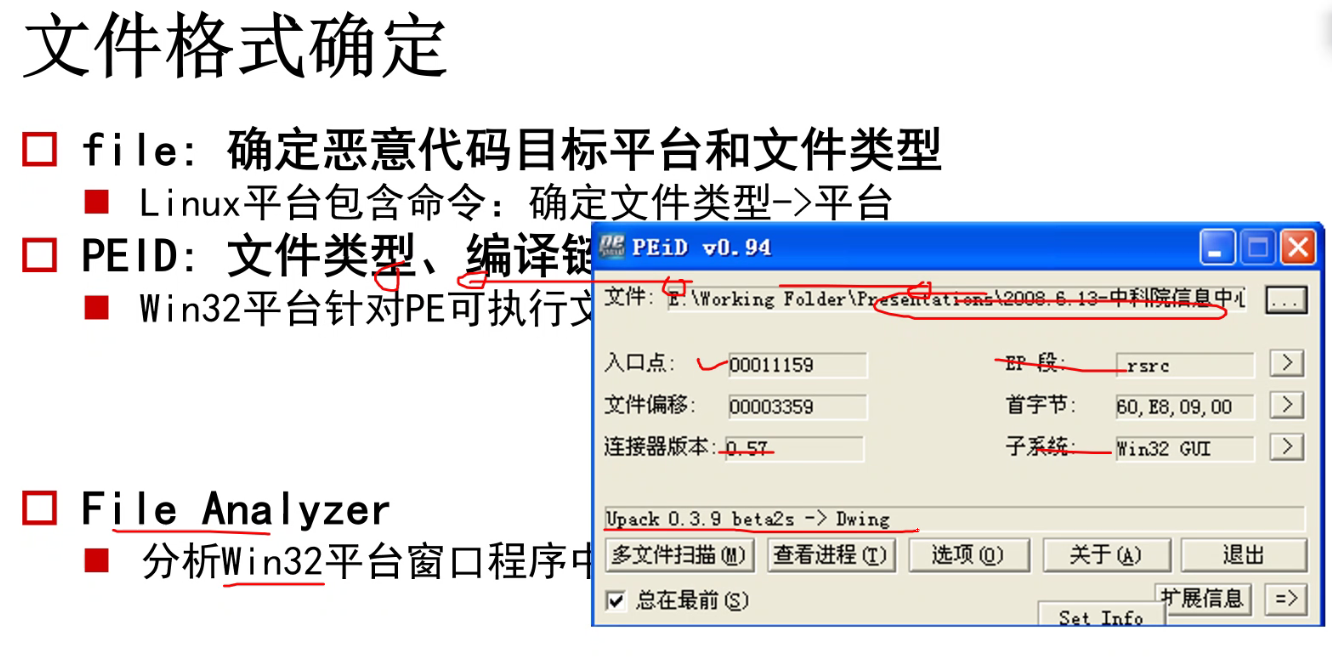 文件格式确定
file: 确定恶意代码目标平台和文件类型
Linux平台包含命令：确定文件类型->平台
PEID: 文件类型、编译链
Win32平台针对PE可执行文
File Analyzer
分析Win32平台窗口程序中
PEiD v0.94
文件: E:\Working Folder\Presentations\2008.6.13-中科院信息中心 ...
入口点: 00011159 EP 段: .rsrc >
文件偏移: 00003359 首字节: 60,E8,09,00 >
连接器版本: 0.57 子系统: Win32 GUI >
Upack 0.3.9 beta2s -> Dwing
多文件扫描(M) 查看进程(T) 选项(O) 关于(A) 退出
总在最前(S) 扩展信息 =>
Set Info